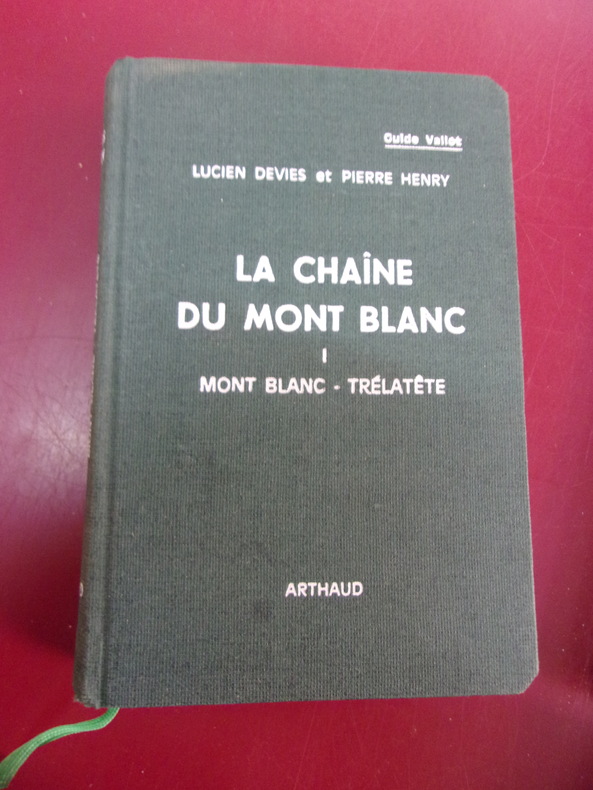 Guide Vallot
LUCIEN DEVIES et PIERRE HENRY
LA CHAÎNE
DU MONT BLANC
I
MONT BLANC - TRÉLATÊTE
ARTHAUD